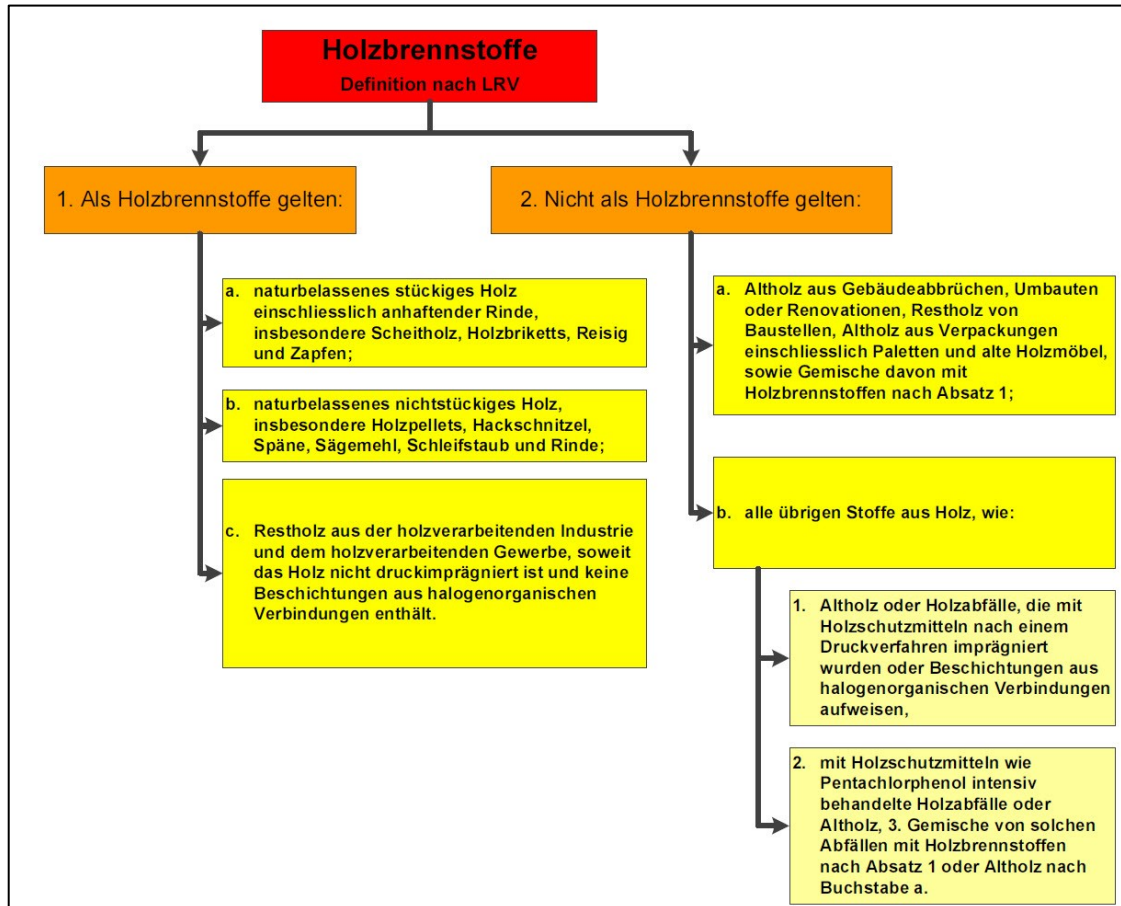 Holzbrennstoffe
Definition nach LRV
1. Als Holzbrennstoffe gelten:
a. naturbelassenes stückiges Holz
einschliesslich anhaftender Rinde,
insbesondere Scheitholz, Holzbriketts, Reisig
und Zapfen;
b. naturbelassenes nichtstückiges Holz,
insbesondere Holzpellets, Hackschnitzel,
Späne, Sägemehl, Schleifstaub und Rinde;
c. Restholz aus der holzverarbeitenden Industrie
und dem holzverarbeitenden Gewerbe, soweit
das Holz nicht druckimprägniert ist und keine
Beschichtungen aus halogenorganischen
Verbindungen enthält.
2. Nicht als Holzbrennstoffe gelten:
a. Altholz aus Gebäudeabbrüchen, Umbauten
oder Renovationen, Restholz von
Baustellen, Altholz aus Verpackungen
einschliesslich Paletten und alte Holzmöbel,
sowie Gemische davon mit
Holzbrennstoffen nach Absatz 1;
b. alle übrigen Stoffe aus Holz, wie:
1. Altholz oder Holzabfälle, die mit
Holzschutzmitteln nach einem
Druckverfahren imprägniert
wurden oder Beschichtungen aus
halogenorganischen Verbindungen
aufweisen,
2. mit Holzschutzmitteln wie
Pentachlorphenol intensiv
behandelte Holzabfälle oder
Altholz, 3. Gemische von solchen
Abfällen mit Holzbrennstoffen
nach Absatz 1 oder Altholz nach
Buchstabe a.